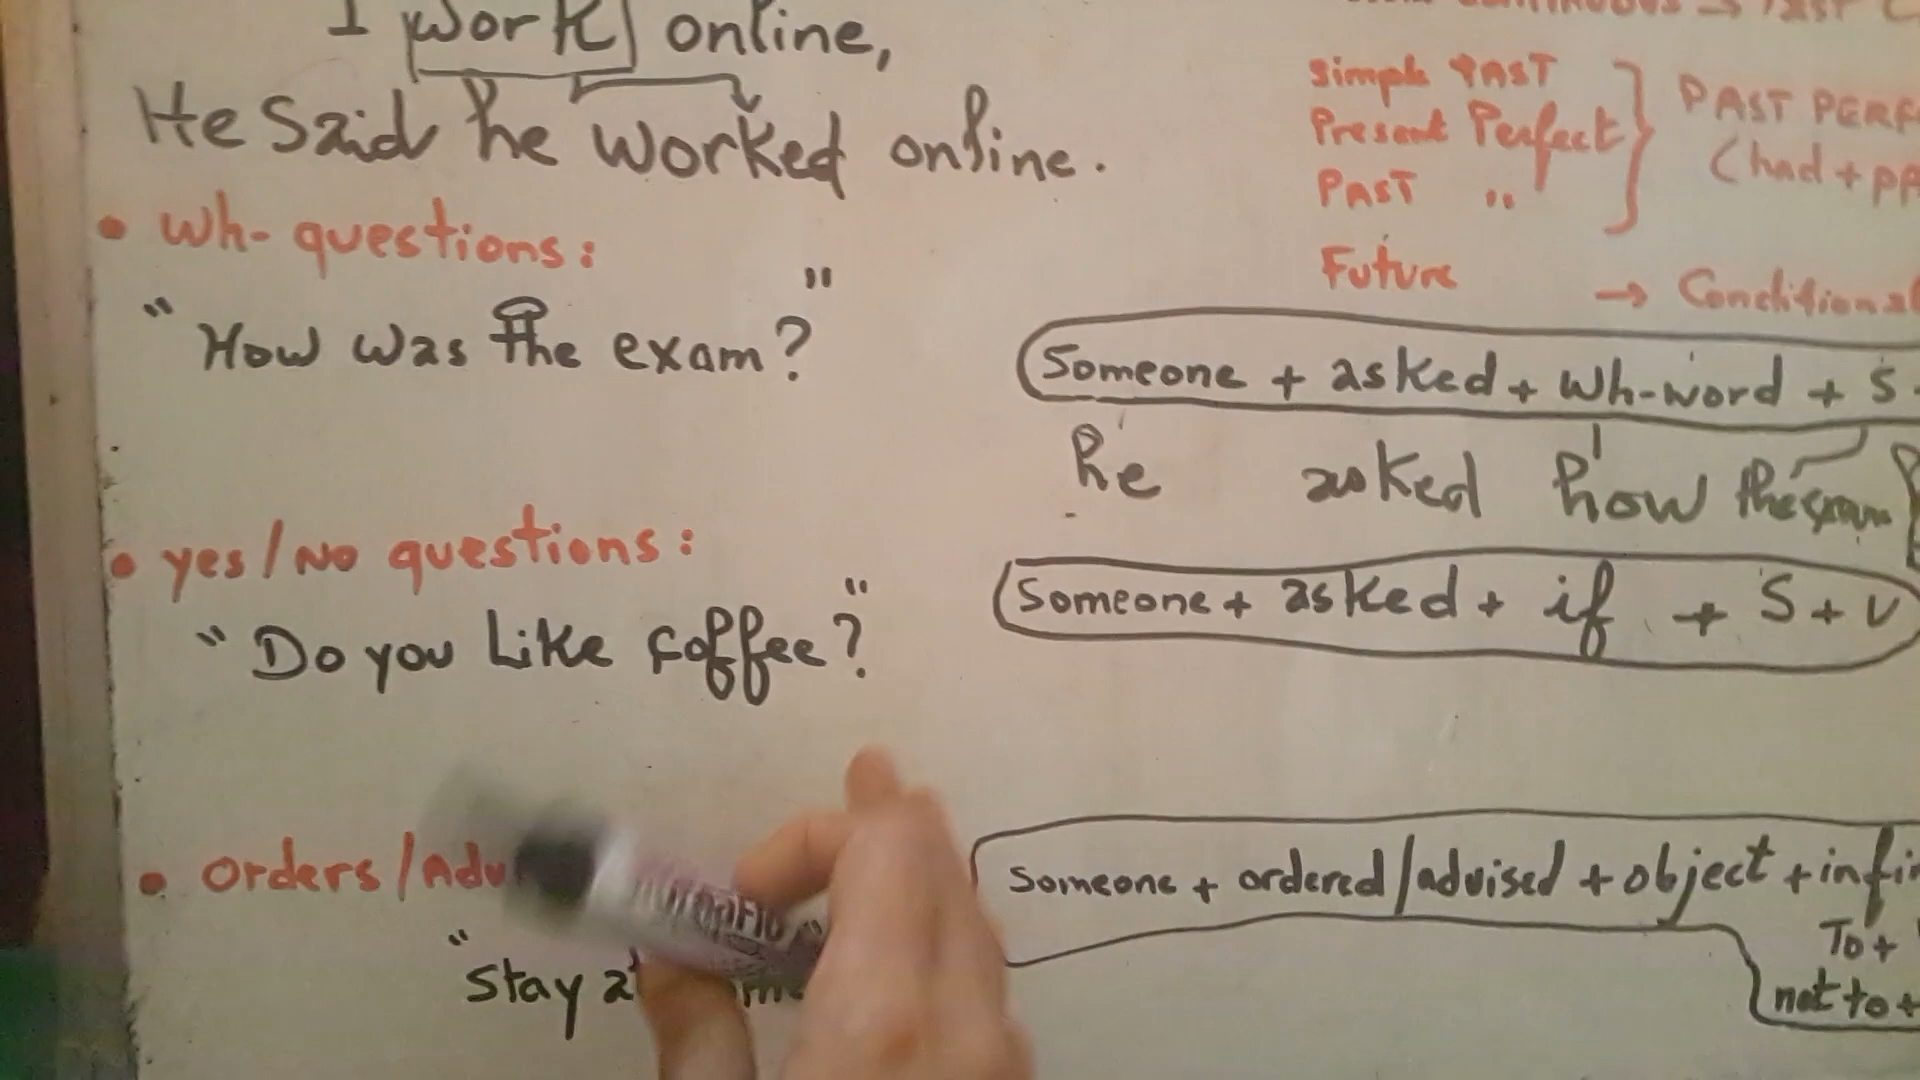 I work online,
He said he worked online.
• Wh- questions:
"How was the exam?"
• yes/No questions:
"Do you Like coffee?"
• orders/Adv
"Stay at
Simple PAST
Present Perfect
PAST "
PAST PERF
(had + pp
Future → Conditional
Someone + asked + Wh-word + S
he asked how the exam
Someone + asked + if + S + V
Someone + ordered/advised + object + infin
To +
not to +